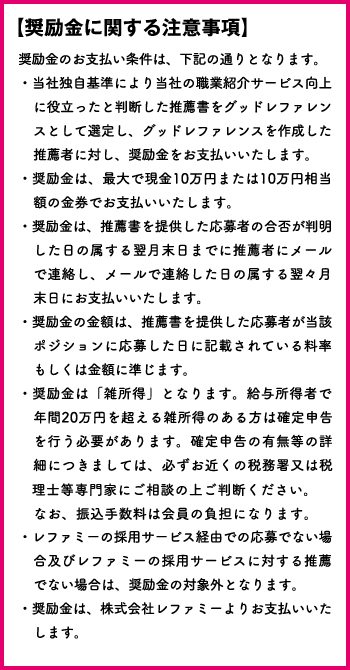 【奨励金に関する注意事項】
奨励金のお支払い条件は、下記の通りとなります。
・当社独自基準により当社の職業紹介サービス向上
に役立ったと判断した推薦書をグッドレファレン
スとして選定し、グッドレファレンスを作成した
推薦者に対し、奨励金をお支払いいたします。
・奨励金は、最大で現金10万円または10万円相当
額の金券でお支払いいたします。
・奨励金は、推薦書を提供した応募者の合否が判明
した日の属する翌月末日までに推薦者にメール
で連絡し、メールで連絡した日の属する翌々月
末日にお支払いいたします。
・奨励金の金額は、推薦書を提供した応募者が当該
ポジションに応募した日に記載されている料率
もしくは金額に準じます。
・奨励金は「雑所得」となります。給与所得者で
年間20万円を超える雑所得のある方は確定申告
を行う必要があります。確定申告の有無等の詳
細につきましては、必ずお近くの税務署又は税
理士等専門家にご相談の上ご判断ください。
なお、振込手数料は会員の負担になります。
・レファミーの採用サービス経由での応募でない場
合及びレファミーの採用サービスに対する推薦
でない場合は、奨励金の対象外となります。
・奨励金は、株式会社レファミーよりお支払いいた
します。